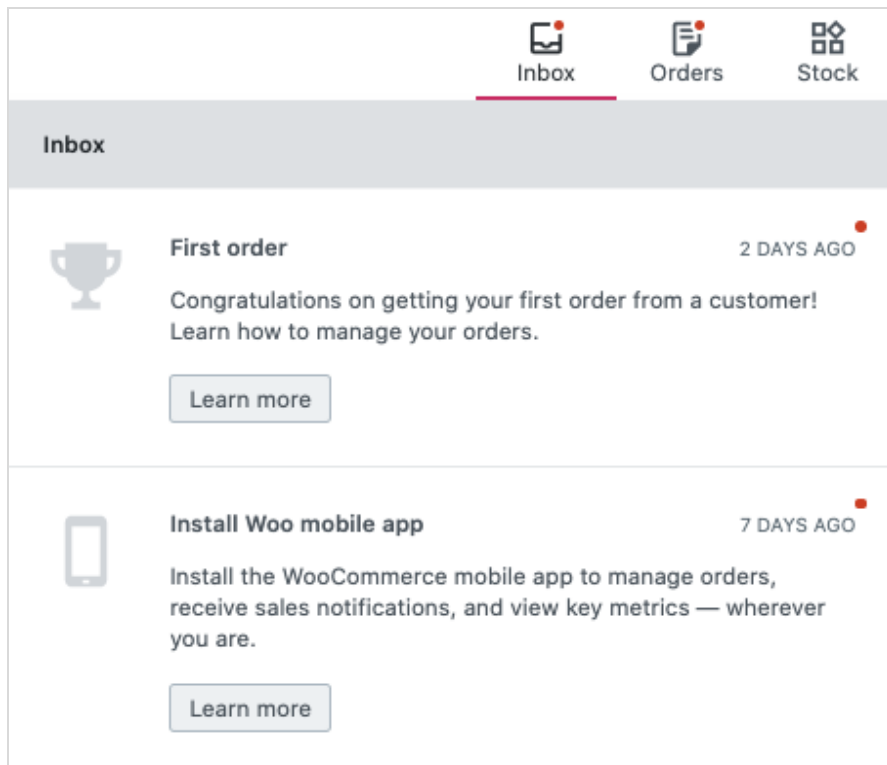 Inbox
Orders
Stock
Inbox
First order
2 DAYS AGO
Congratulations on getting your first order from a customer!
Learn how to manage your orders.
Learn more
Install Woo mobile app
7 DAYS AGO
Install the WooCommerce mobile app to manage orders,
receive sales notifications, and view key metrics — wherever
you are.
Learn more